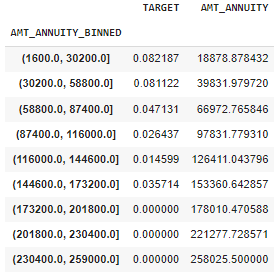 TARGET AMT_ANNUITY
AMT_ANNUITY_BINNED
(1600.0, 30200.0] 0.082187 18878.878432
(30200.0, 58800.0] 0.081122 39831.979720
(58800.0, 87400.0] 0.047131 66972.765846
(87400.0, 116000.0] 0.026437 97831.779310
(116000.0, 144600.0] 0.014599 126411.043796
(144600.0, 173200.0] 0.035714 153360.642857
(173200.0, 201800.0] 0.000000 178010.470588
(201800.0, 230400.0] 0.000000 221277.728571
(230400.0, 259000.0] 0.000000 258025.500000